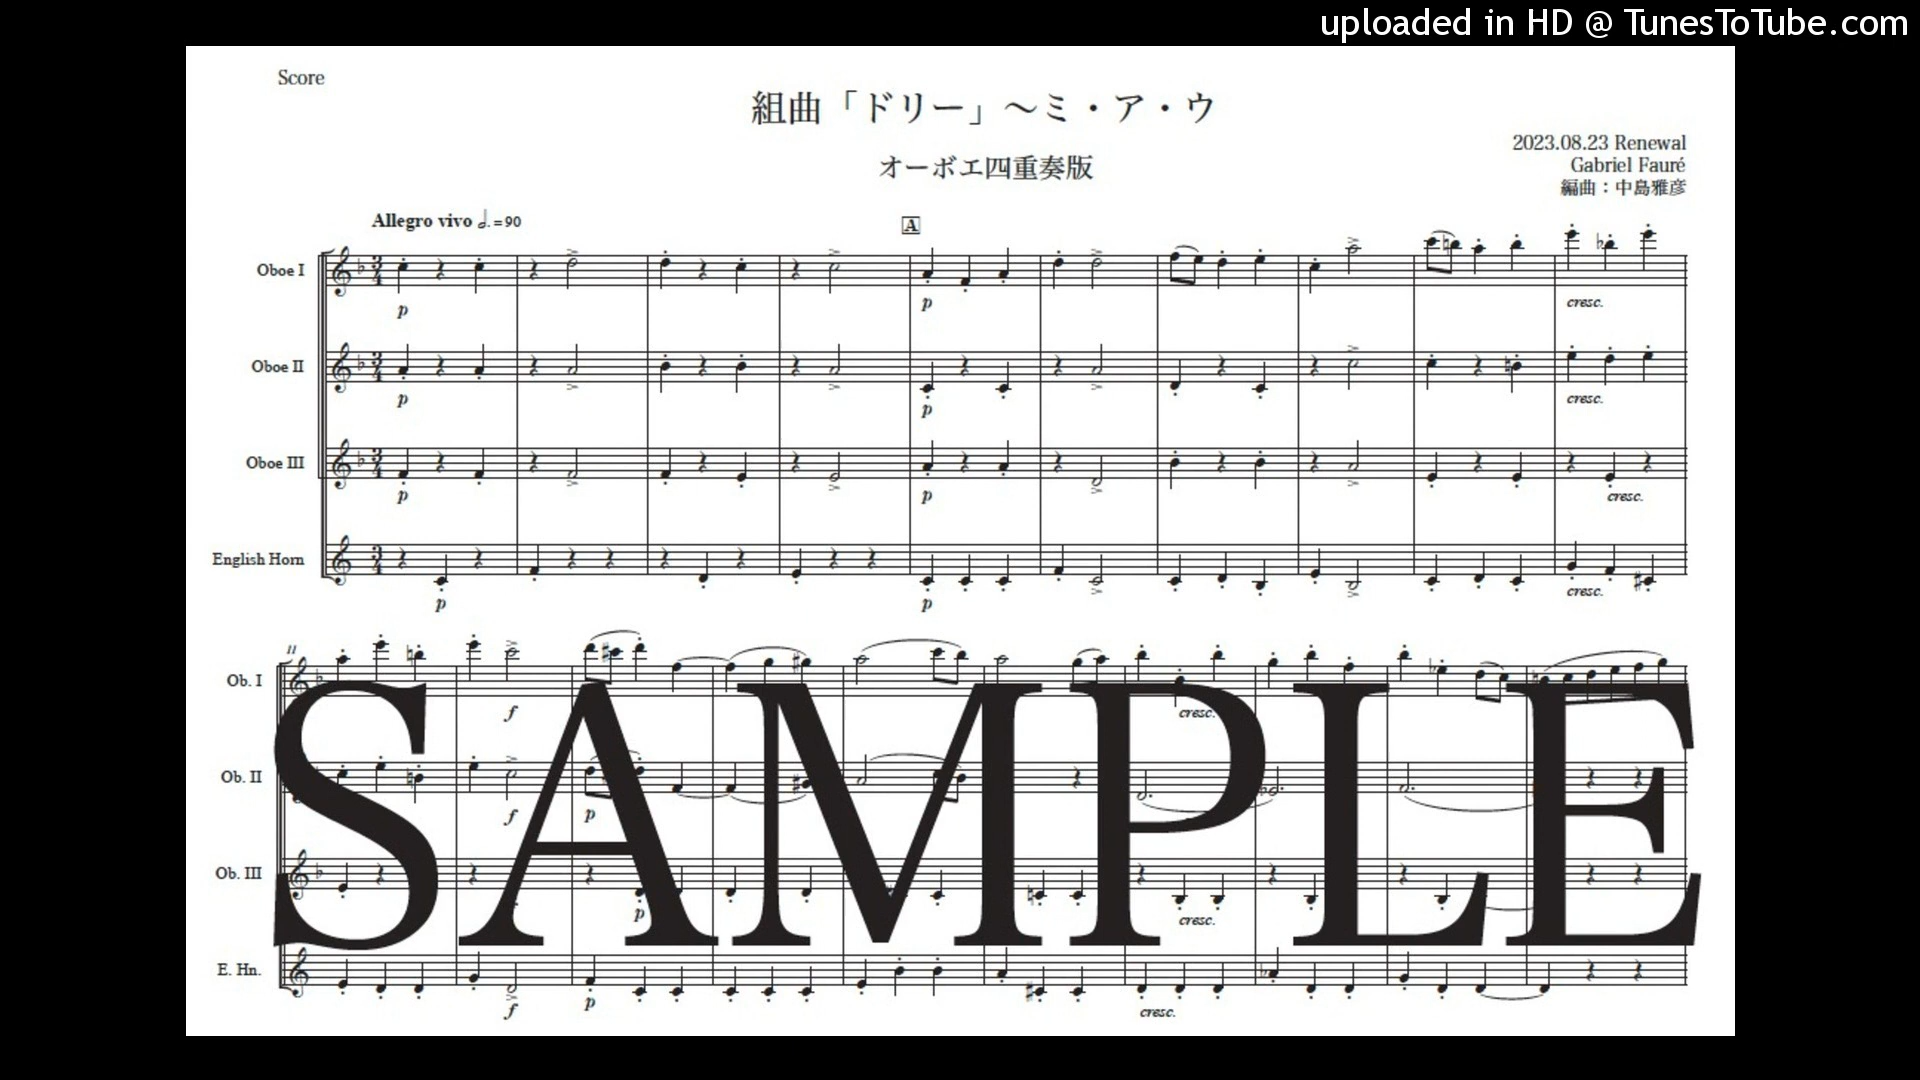 uploaded in HD @ TunesToTube.com
Score
組曲「ドリー」～ミ・ア・ウ
オーボエ四重奏版
2023.08.23 Renewal
Gabriel Fauré
編曲：中島雅彦
Allegro vivo 𝅗𝅥. = 90
A
Oboe I
p
p
cresc.
Oboe II
p
p
cresc.
Oboe III
p
p
cresc.
English Horn
p
p
cresc.
11
Ob. I
f
cresc.
Ob. II
f
p
Ob. III
p
cresc.
E. Hn.
f
p
cresc.
SAMPLE